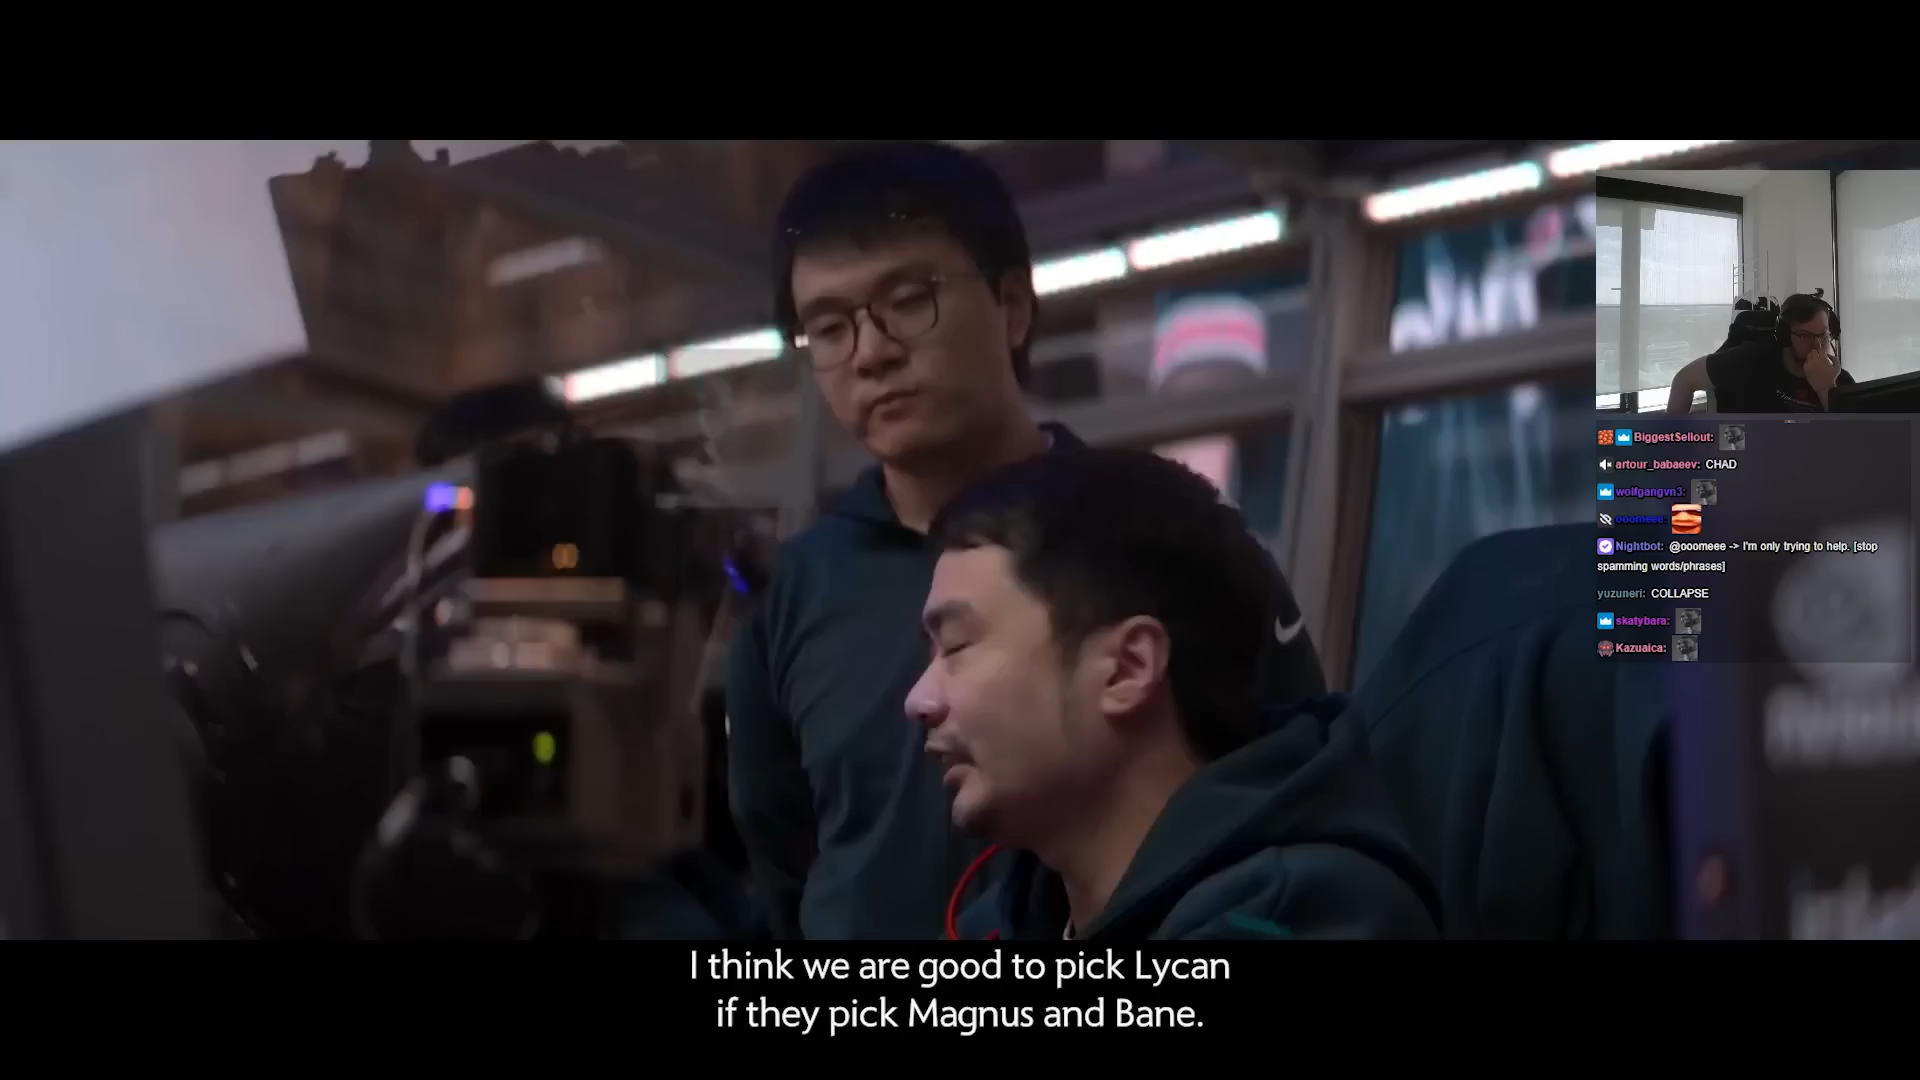 BiggestSellout:
artour_babaeev: CHAD
wolfgangvn3:
ooomeee:
Nightbot: @ooomeee -> I'm only trying to help. [stop
spamming words/phrases]
yuzuneri: COLLAPSE
skatybara:
Kazuaica:
I think we are good to pick Lycan
if they pick Magnus and Bane.